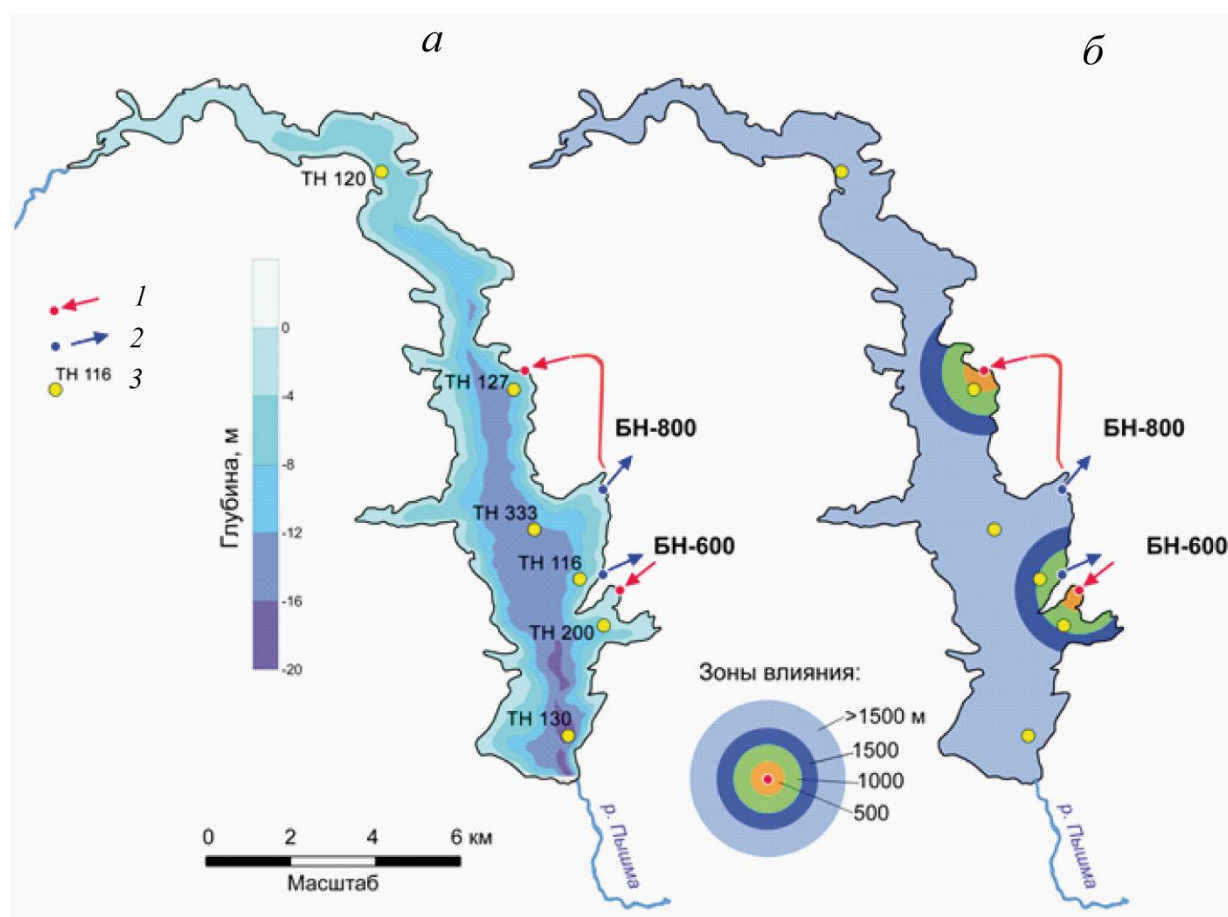 а
б
ТН 120
1
2
ТН 116
3
Глубина, м
0
-4
-8
-12
-16
-20
ТН 127
БН-800
ТН 333
БН-600
ТН 116
ТН 200
ТН 130
БН-800
БН-600
Зоны влияния:
>1500 м
1500
1000
500
0 2 4 6 км
Масштаб
р. Пышма
р. Пышма